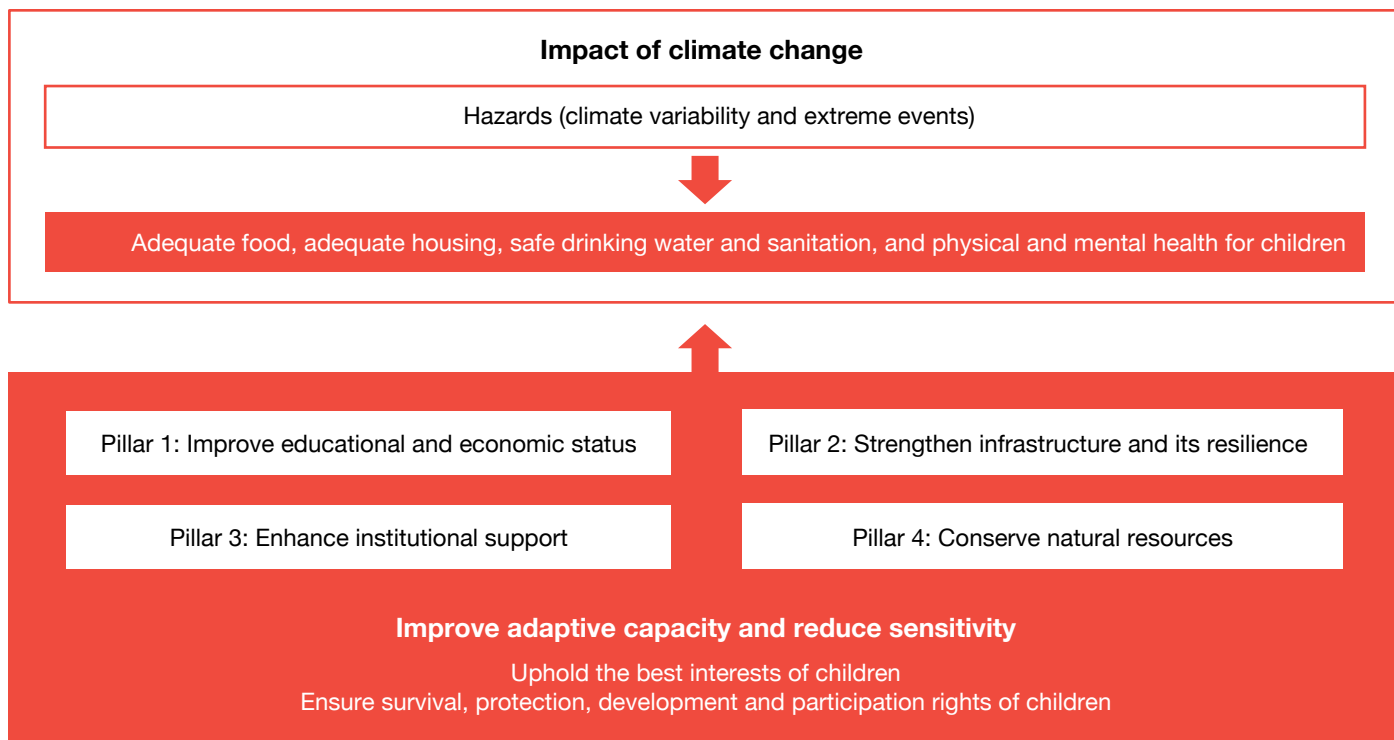 Impact of climate change
Hazards (climate variability and extreme events)
Adequate food, adequate housing, safe drinking water and sanitation, and physical and mental health for children
Pillar 1: Improve educational and economic status
Pillar 2: Strengthen infrastructure and its resilience
Pillar 3: Enhance institutional support
Pillar 4: Conserve natural resources
Improve adaptive capacity and reduce sensitivity
Uphold the best interests of children
Ensure survival, protection, development and participation rights of children